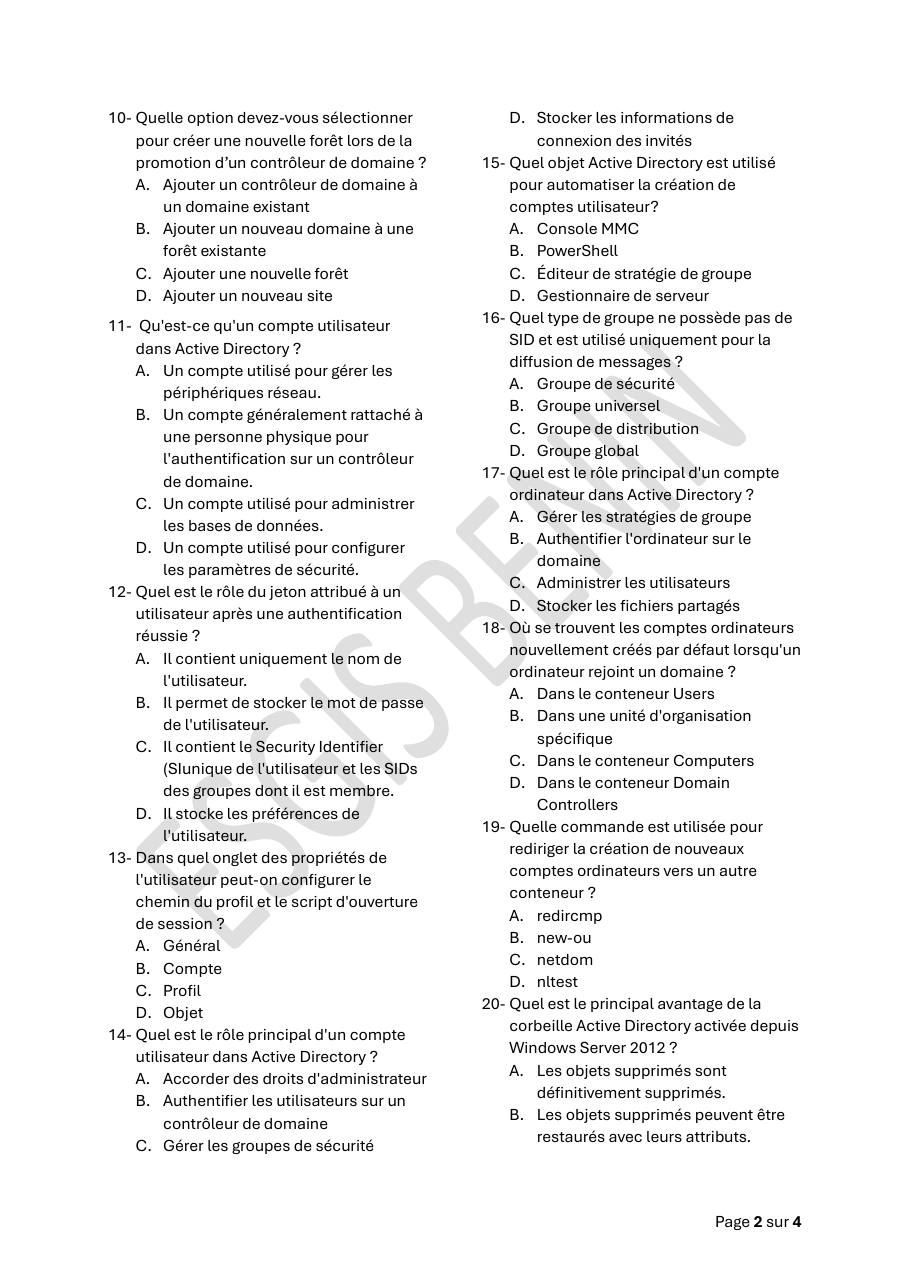 10- Quelle option devez-vous sélectionner
pour créer une nouvelle forêt lors de la
promotion d’un contrôleur de domaine ?
A. Ajouter un contrôleur de domaine à
un domaine existant
B. Ajouter un nouveau domaine à une
forêt existante
C. Ajouter une nouvelle forêt
D. Ajouter un nouveau site
11- Qu'est-ce qu'un compte utilisateur
dans Active Directory ?
A. Un compte utilisé pour gérer les
périphériques réseau.
B. Un compte généralement rattaché à
une personne physique pour
l'authentification sur un contrôleur
de domaine.
C. Un compte utilisé pour administrer
les bases de données.
D. Un compte utilisé pour configurer
les paramètres de sécurité.
12- Quel est le rôle du jeton attribué à un
utilisateur après une authentification
réussie ?
A. Il contient uniquement le nom de
l'utilisateur.
B. Il permet de stocker le mot de passe
de l'utilisateur.
C. Il contient le Security Identifier
(SIunique de l'utilisateur et les SIDs
des groupes dont il est membre.
D. Il stocke les préférences de
l'utilisateur.
13- Dans quel onglet des propriétés de
l'utilisateur peut-on configurer le
chemin du profil et le script d'ouverture
de session ?
A. Général
B. Compte
C. Profil
D. Objet
14- Quel est le rôle principal d'un compte
utilisateur dans Active Directory ?
A. Accorder des droits d'administrateur
B. Authentifier les utilisateurs sur un
contrôleur de domaine
C. Gérer les groupes de sécurité
D. Stocker les informations de
connexion des invités
15- Quel objet Active Directory est utilisé
pour automatiser la création de
comptes utilisateur?
A. Console MMC
B. PowerShell
C. Éditeur de stratégie de groupe
D. Gestionnaire de serveur
16- Quel type de groupe ne possède pas de
SID et est utilisé uniquement pour la
diffusion de messages ?
A. Groupe de sécurité
B. Groupe universel
C. Groupe de distribution
D. Groupe global
17- Quel est le rôle principal d'un compte
ordinateur dans Active Directory ?
A. Gérer les stratégies de groupe
B. Authentifier l'ordinateur sur le
domaine
C. Administrer les utilisateurs
D. Stocker les fichiers partagés
18- Où se trouvent les comptes ordinateurs
nouvellement créés par défaut lorsqu'un
ordinateur rejoint un domaine ?
A. Dans le conteneur Users
B. Dans une unité d'organisation
spécifique
C. Dans le conteneur Computers
D. Dans le conteneur Domain
Controllers
19- Quelle commande est utilisée pour
rediriger la création de nouveaux
comptes ordinateurs vers un autre
conteneur ?
A. redircmp
B. new-ou
C. netdom
D. nltest
20- Quel est le principal avantage de la
corbeille Active Directory activée depuis
Windows Server 2012 ?
A. Les objets supprimés sont
définitivement supprimés.
B. Les objets supprimés peuvent être
restaurés avec leurs attributs.
ESGIS BENIN
Page 2 sur 4